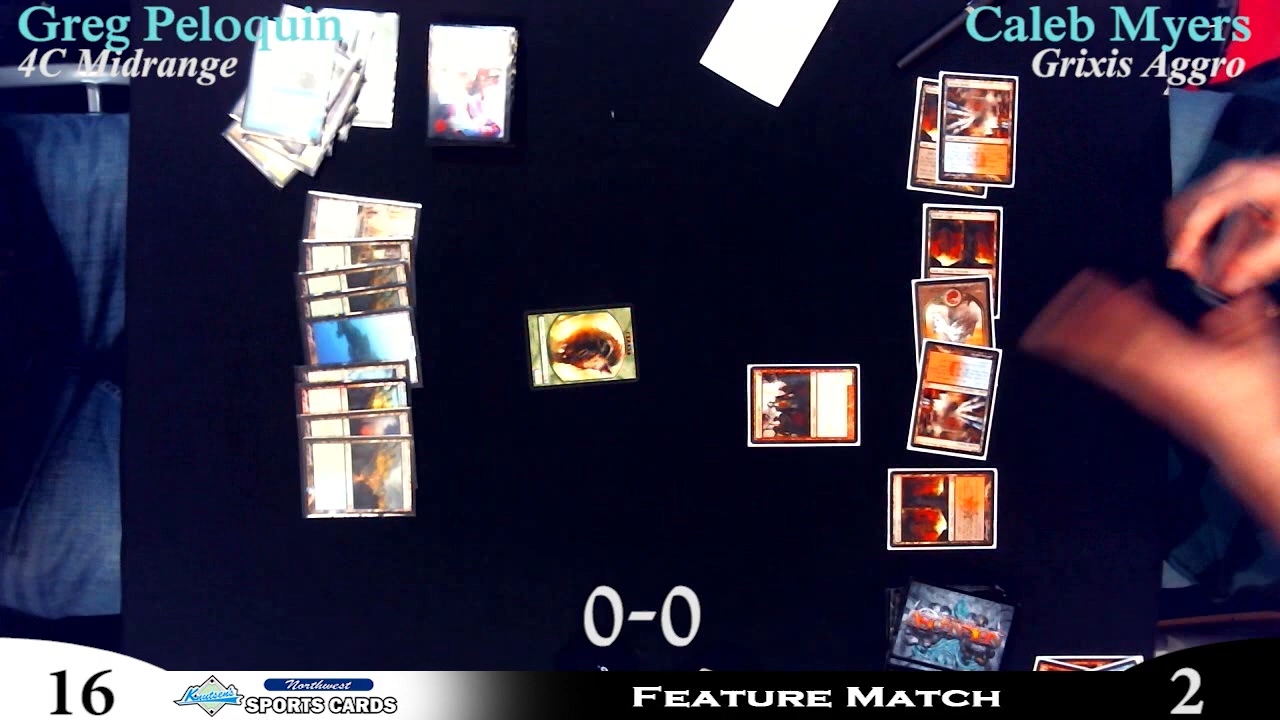 Greg Peloquin
4C Midrange
Caleb Myers
Grixis Aggro
0-0
16
Knutsen's
Northwest
SPORTS CARDS
FEATURE MATCH
2